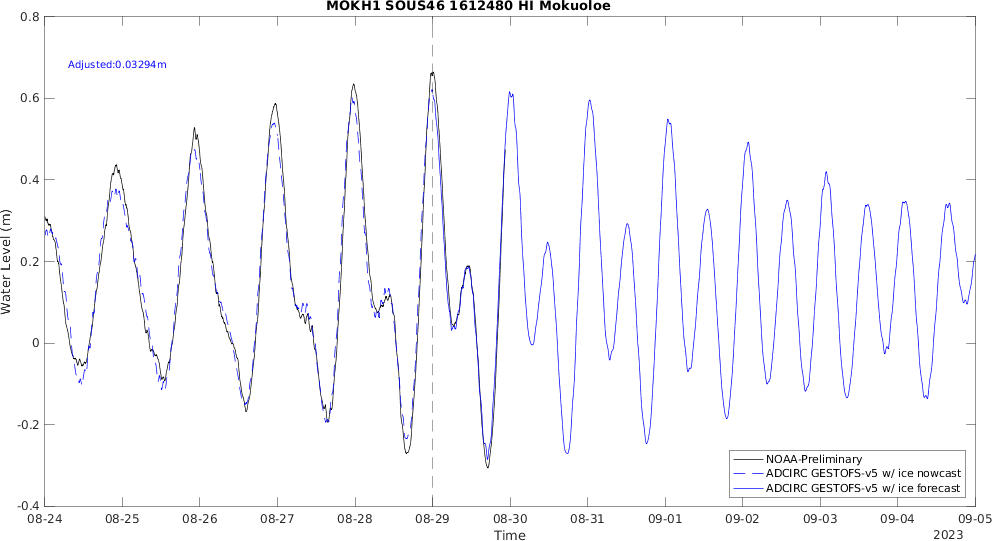 MOKH1 SOUS46 1612480 HI Mokuoloe
Adjusted:0.03294m
Water Level (m)
0.8
0.6
0.4
0.2
0
-0.2
-0.4
NOAA-Preliminary
ADCIRC GESTOFS-v5 w/ ice nowcast
ADCIRC GESTOFS-v5 w/ ice forecast
08-24 08-25 08-26 08-27 08-28 08-29 08-30 08-31 09-01 09-02 09-03 09-04 09-05
Time
2023